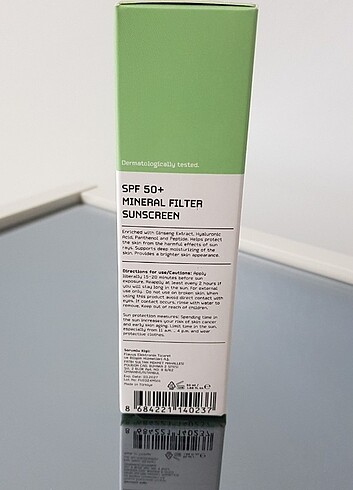 Dermatologically tested.
SPF 50+
MINERAL FILTER
SUNSCREEN
Enriched with Ginseng Extract, Hyaluronic
Acid, Panthenol and Peptide. Helps protect
the skin from the harmful effects of sun
rays. Supports deep moisturizing of the
skin. Provides a brighter skin appearance.
Directions for use/Cautions: Apply
liberally 15-20 minutes before sun
exposure. Reapply at least every 2 hours if
you will stay long in the sun. For external
use only. Do not use on broken skin. When
using this product avoid direct contact with
eyes. If contact occurs, rinse with water to
remove. Keep out of reach of children.
Sun protection measures: Spending time in
the sun increases your risk of skin cancer
and early skin aging. Limit time in the sun.
Especially from 11 a.m. - 4 p.m. and wear
protective clothes.
Sorumlu Kişi:
Made in Türkiye
8 684221 140237